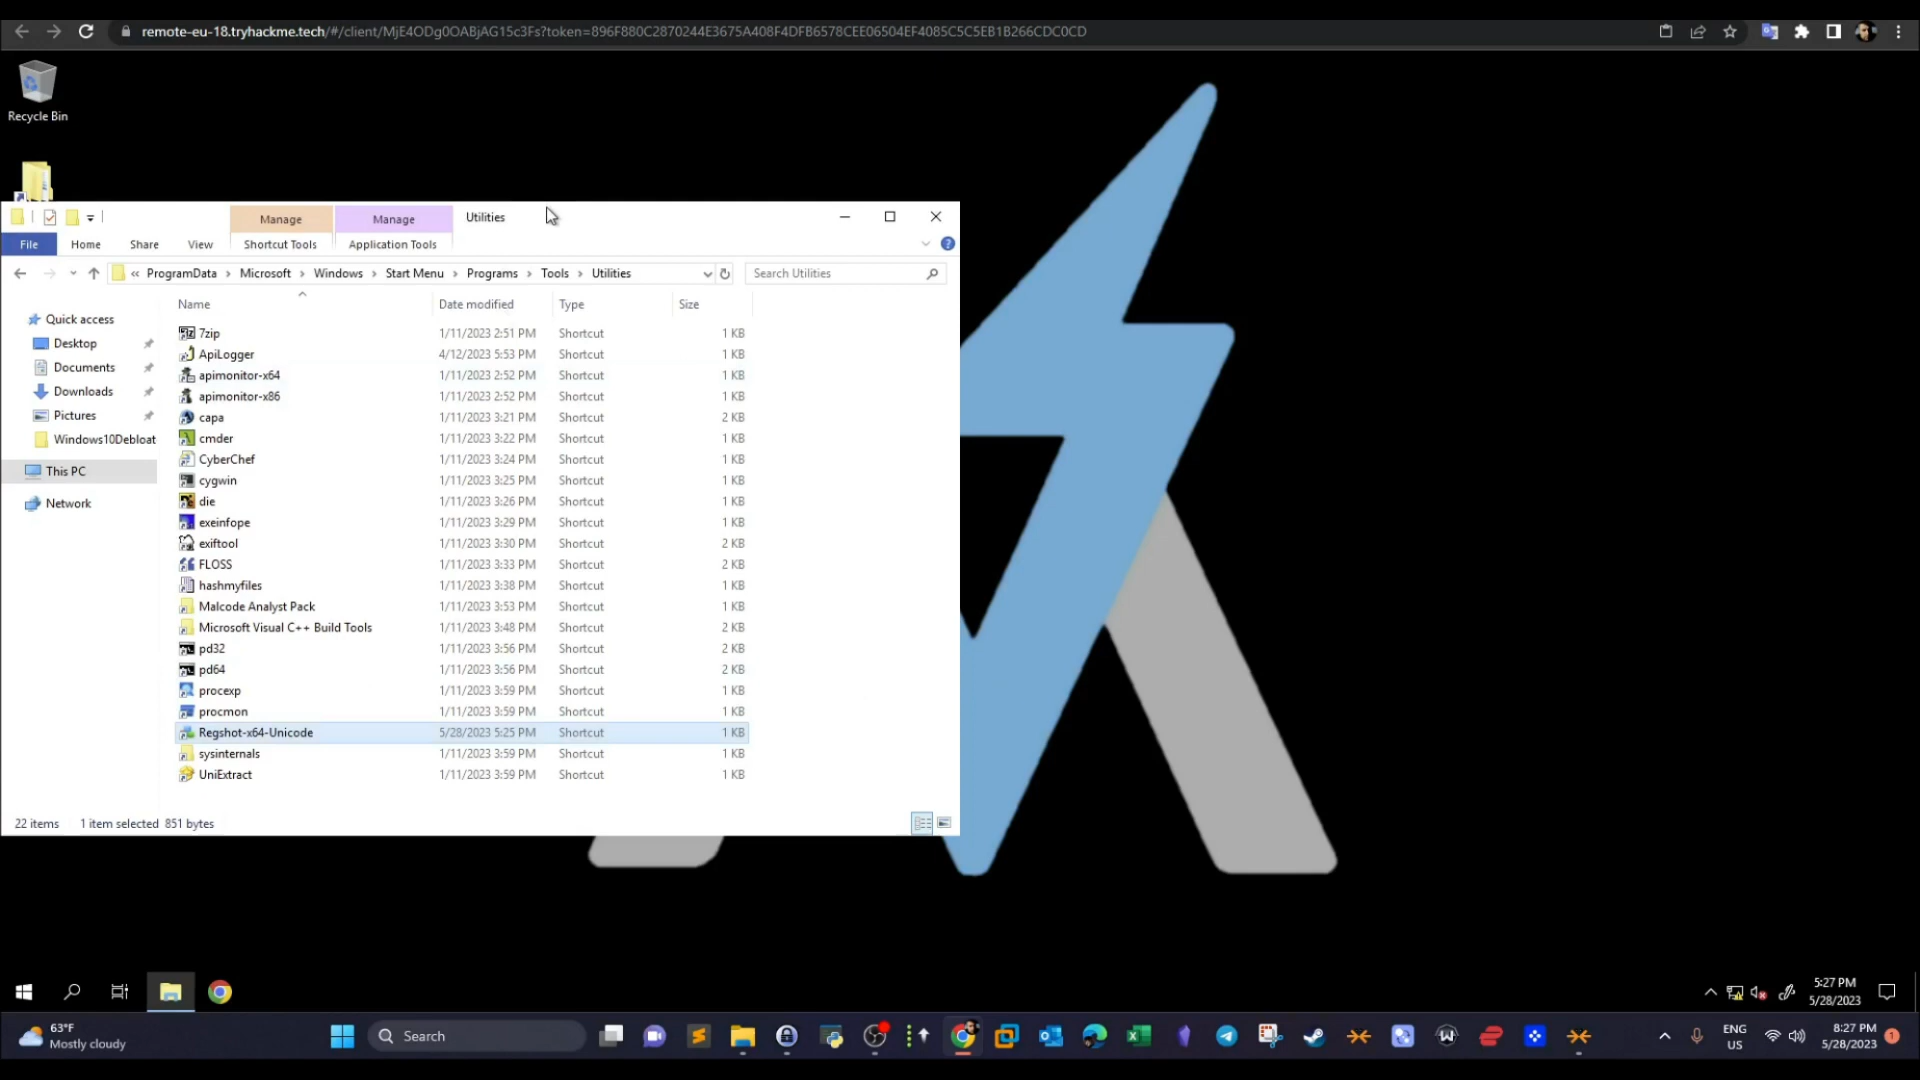 remote-eu-18.tryhackme.tech/#/client/MjE4ODg0OABjAG15c3Fs?token=896F880C2870244E3675A408F4DFB6578CEE06504EF4085C5C5EB1B266CDC0CD
Recycle Bin
Manage Manage Utilities
File Home Share View Shortcut Tools Application Tools
« ProgramData › Microsoft › Windows › Start Menu › Programs › Tools › Utilities Search Utilities
Name Date modified Type Size
Quick access
Desktop
Documents
Downloads
Pictures
Windows10Debloat
This PC
Network
7zip 1/11/2023 2:51 PM Shortcut 1 KB
ApiLogger 4/12/2023 5:53 PM Shortcut 1 KB
apimonitor-x64 1/11/2023 2:52 PM Shortcut 1 KB
apimonitor-x86 1/11/2023 2:52 PM Shortcut 1 KB
capa 1/11/2023 3:21 PM Shortcut 2 KB
cmder 1/11/2023 3:22 PM Shortcut 1 KB
CyberChef 1/11/2023 3:24 PM Shortcut 1 KB
cygwin 1/11/2023 3:25 PM Shortcut 1 KB
die 1/11/2023 3:26 PM Shortcut 1 KB
exeinfope 1/11/2023 3:29 PM Shortcut 1 KB
exiftool 1/11/2023 3:30 PM Shortcut 2 KB
FLOSS 1/11/2023 3:33 PM Shortcut 2 KB
hashmyfiles 1/11/2023 3:38 PM Shortcut 1 KB
Malcode Analyst Pack 1/11/2023 3:53 PM Shortcut 1 KB
Microsoft Visual C++ Build Tools 1/11/2023 3:48 PM Shortcut 2 KB
pd32 1/11/2023 3:56 PM Shortcut 2 KB
pd64 1/11/2023 3:56 PM Shortcut 2 KB
procexp 1/11/2023 3:59 PM Shortcut 1 KB
procmon 1/11/2023 3:59 PM Shortcut 1 KB
Regshot-x64-Unicode 5/28/2023 5:25 PM Shortcut 1 KB
sysinternals 1/11/2023 3:59 PM Shortcut 1 KB
UniExtract 1/11/2023 3:59 PM Shortcut 1 KB
22 items 1 item selected 851 bytes
5:27 PM
5/28/2023
63°F
Mostly cloudy
Search
ENG
US
8:27 PM
5/28/2023
1